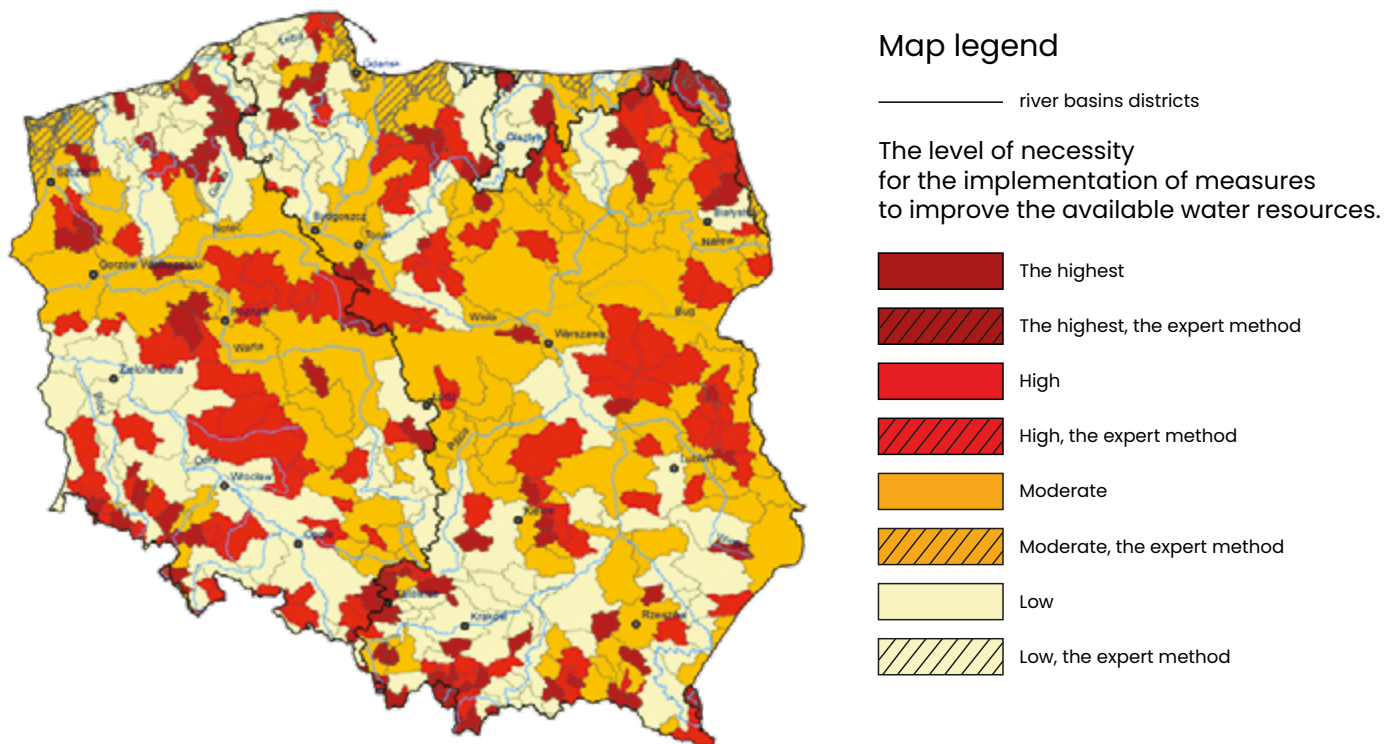 Map legend
river basins districts
The level of necessity
for the implementation of measures
to improve the available water resources.
The highest
The highest, the expert method
High
High, the expert method
Moderate
Moderate, the expert method
Low
Low, the expert method
Łeba
Gdańsk
Olsztyn
Szczecin
Gwda
Bydgoszcz
Białystok
Noteć
Toruń
Narew
Gorzów Wielkopolski
Poznań
Wisła
Bug
Warszawa
Warta
Zielona Góra
Łódź
Pilica
Odra
Wrocław
Lublin
Kielce
Opole
Katowice
Kraków
Rzeszów